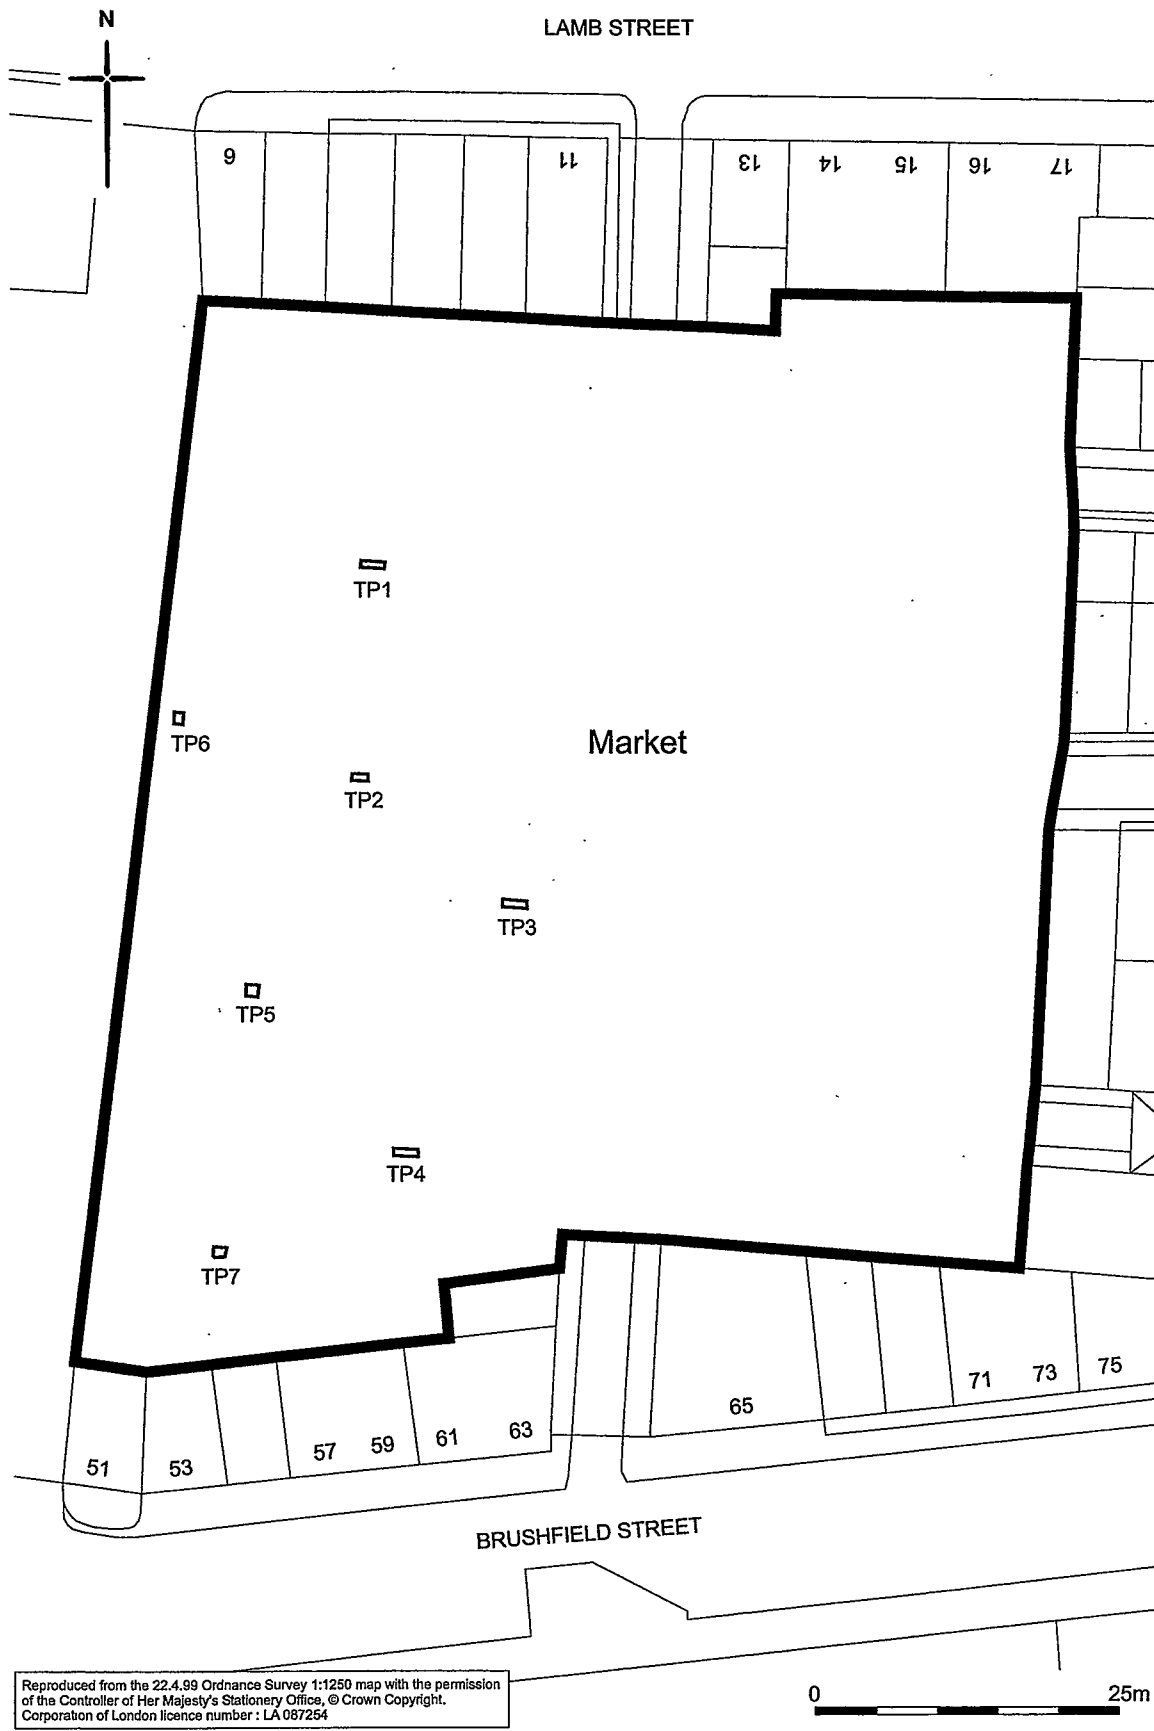 N
LAMB STREET
9
11
13
14
15
16
17
TP1
TP6
Market
TP2
TP3
TP5
TP4
TP7
51
53
57
59
61
63
65
71
73
75
BRUSHFIELD STREET
Reproduced from the 22.4.99 Ordnance Survey 1:1250 map with the permission
of the Controller of Her Majesty's Stationery Office, © Crown Copyright.
Corporation of London licence number : LA 087254
0 25m